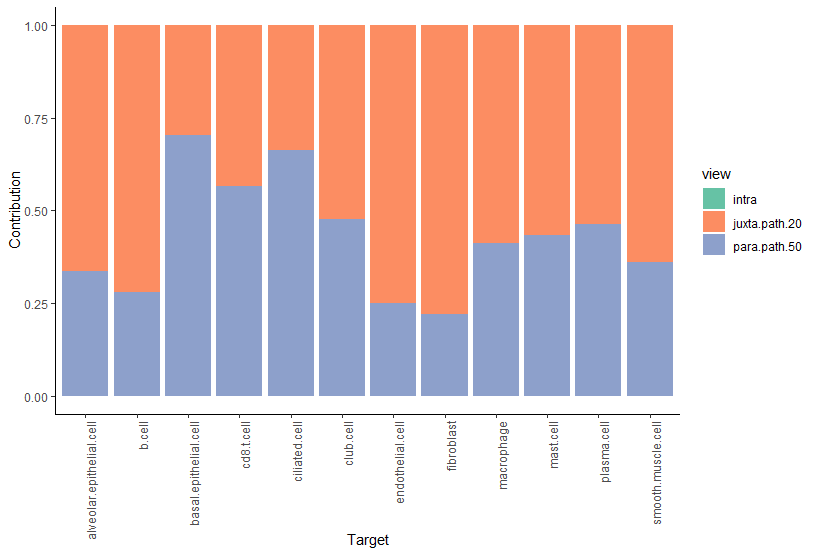 1.00
0.75
0.50
0.25
0.00
Contribution
alveolar.epithelial.cell
b.cell
basal.epithelial.cell
cd8.t.cell
ciliated.cell
club.cell
endothelial.cell
fibroblast
macrophage
mast.cell
plasma.cell
smooth.muscle.cell
Target
view
intra
juxta.path.20
para.path.50